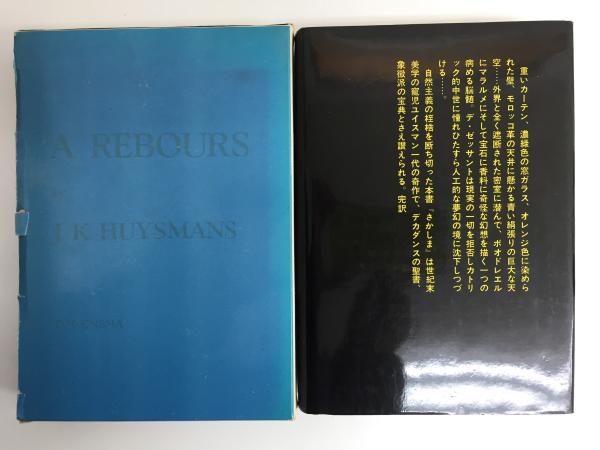 A REBOURS
J. K. HUYSMANS
TOGENSHA
重いカーテン、濃緑色の窓ガラス、オレンジ色に染めら
れた壁、モロッコ革の天井に懸かる青い絹張りの巨大な天
空……外界と全く遮断された密室に潜んで、ボオドレエル
にマラルメにそして宝石に香料に奇怪な幻想を描く一つの
病める脳髄。デ・ゼッサントは現実の一切を拒否しカトリ
ック的中世に憧れひたすら人工的な夢幻の境に沈下しつづ
ける……。
自然主義の桎梏を断ち切った本書『さかしま』は世紀末
美学の寵児ユイスマン一代の奇作で、デカダンスの聖書、
象徴派の宝典とさえ讃えられる。完訳